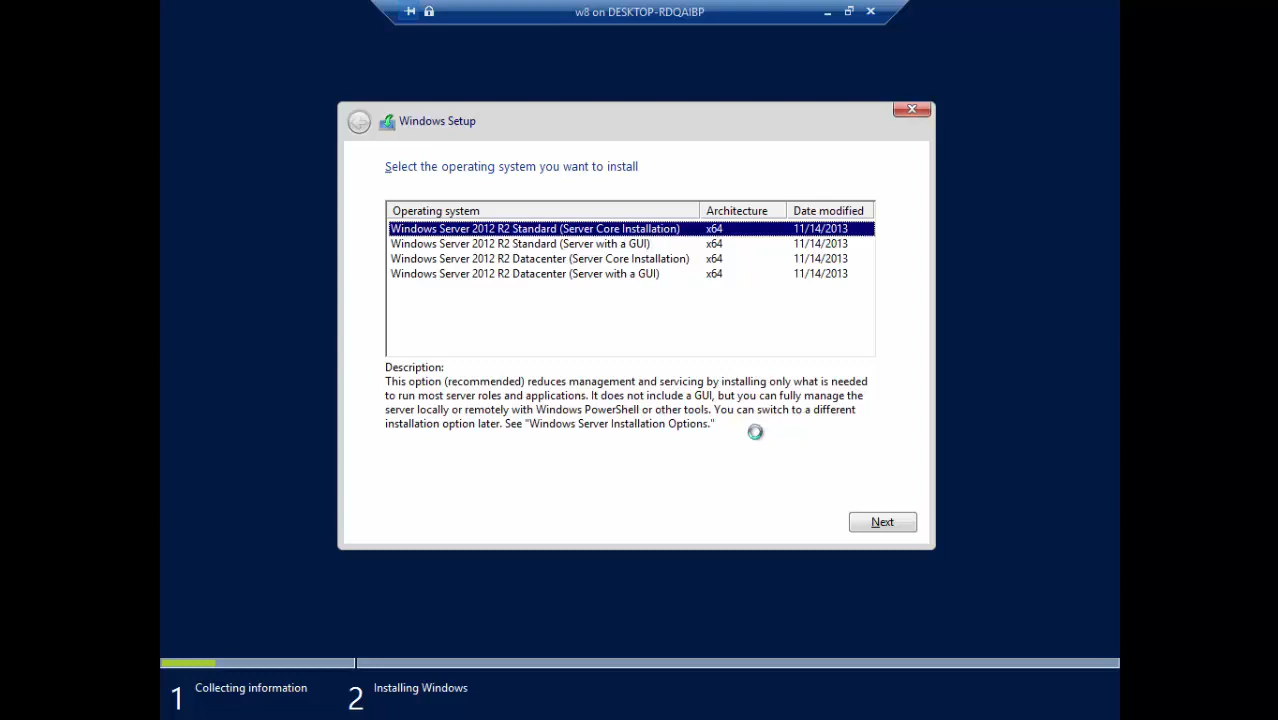 w8 on DESKTOP-RDQAIBP
Windows Setup
Select the operating system you want to install
Operating system Architecture Date modified
Windows Server 2012 R2 Standard (Server Core Installation) x64 11/14/2013
Windows Server 2012 R2 Standard (Server with a GUI) x64 11/14/2013
Windows Server 2012 R2 Datacenter (Server Core Installation) x64 11/14/2013
Windows Server 2012 R2 Datacenter (Server with a GUI) x64 11/14/2013
Description:
This option (recommended) reduces management and servicing by installing only what is needed
to run most server roles and applications. It does not include a GUI, but you can fully manage the
server locally or remotely with Windows PowerShell or other tools. You can switch to a different
installation option later. See "Windows Server Installation Options."
Next
1 Collecting information 2 Installing Windows